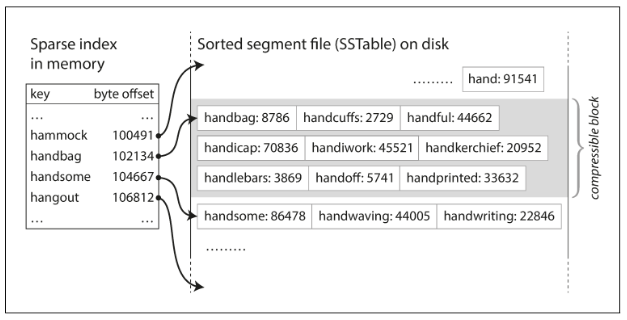 Sparse index
in memory
key byte offset
... ...
hammock 100491
handbag 102134
handsome 104667
hangout 106812
... ...
Sorted segment file (SSTable) on disk
......... hand: 91541
handbag: 8786 handcuffs: 2729 handful: 44662
handicap: 70836 handiwork: 45521 handkerchief: 20952
handlebars: 3869 handoff: 5741 handprinted: 33632
handsome: 86478 handwaving: 44005 handwriting: 22846
.........
compressible block